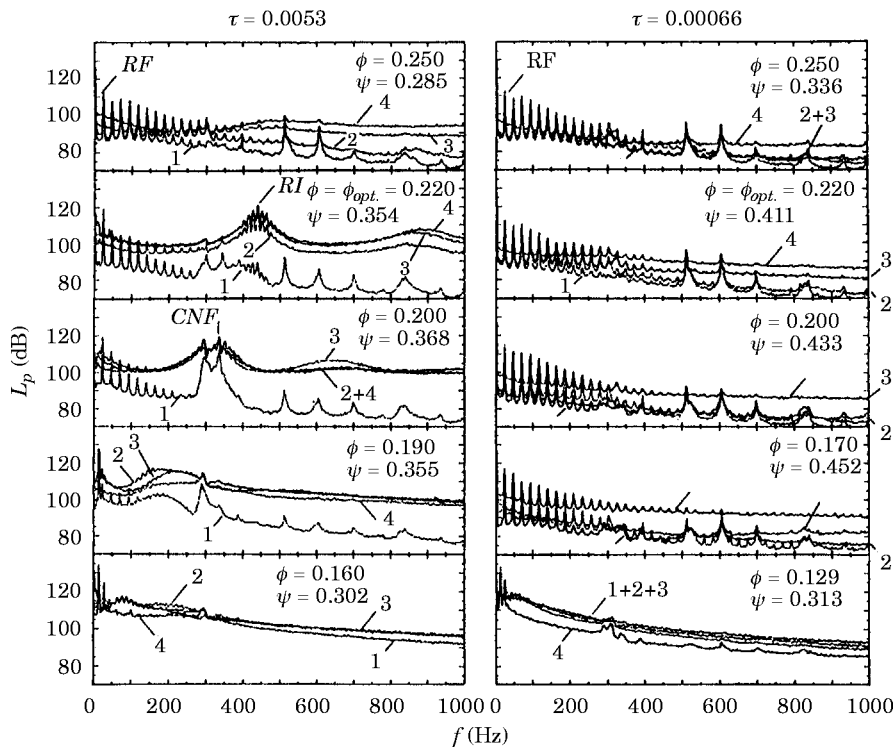 τ = 0.0053
τ = 0.00066
RF
φ = 0.250
ψ = 0.285
120
100
80
4
2
3
1
RF
φ = 0.250
ψ = 0.336
4
2+3
RI
φ = φopt. = 0.220
ψ = 0.354
120
100
80
4
2
3
1
φ = φopt. = 0.220
ψ = 0.411
4
3
1
2
CNF
φ = 0.200
ψ = 0.368
120
100
80
3
1
2+4
φ = 0.200
ψ = 0.433
3
2
Lp (dB)
φ = 0.190
ψ = 0.355
120
100
80
2
3
4
1
φ = 0.170
ψ = 0.452
2
φ = 0.160
ψ = 0.302
120
100
80
2
3
4
1
φ = 0.129
ψ = 0.313
1+2+3
4
0 200 400 600 800 1000
0 200 400 600 800 1000
f (Hz)
f (Hz)